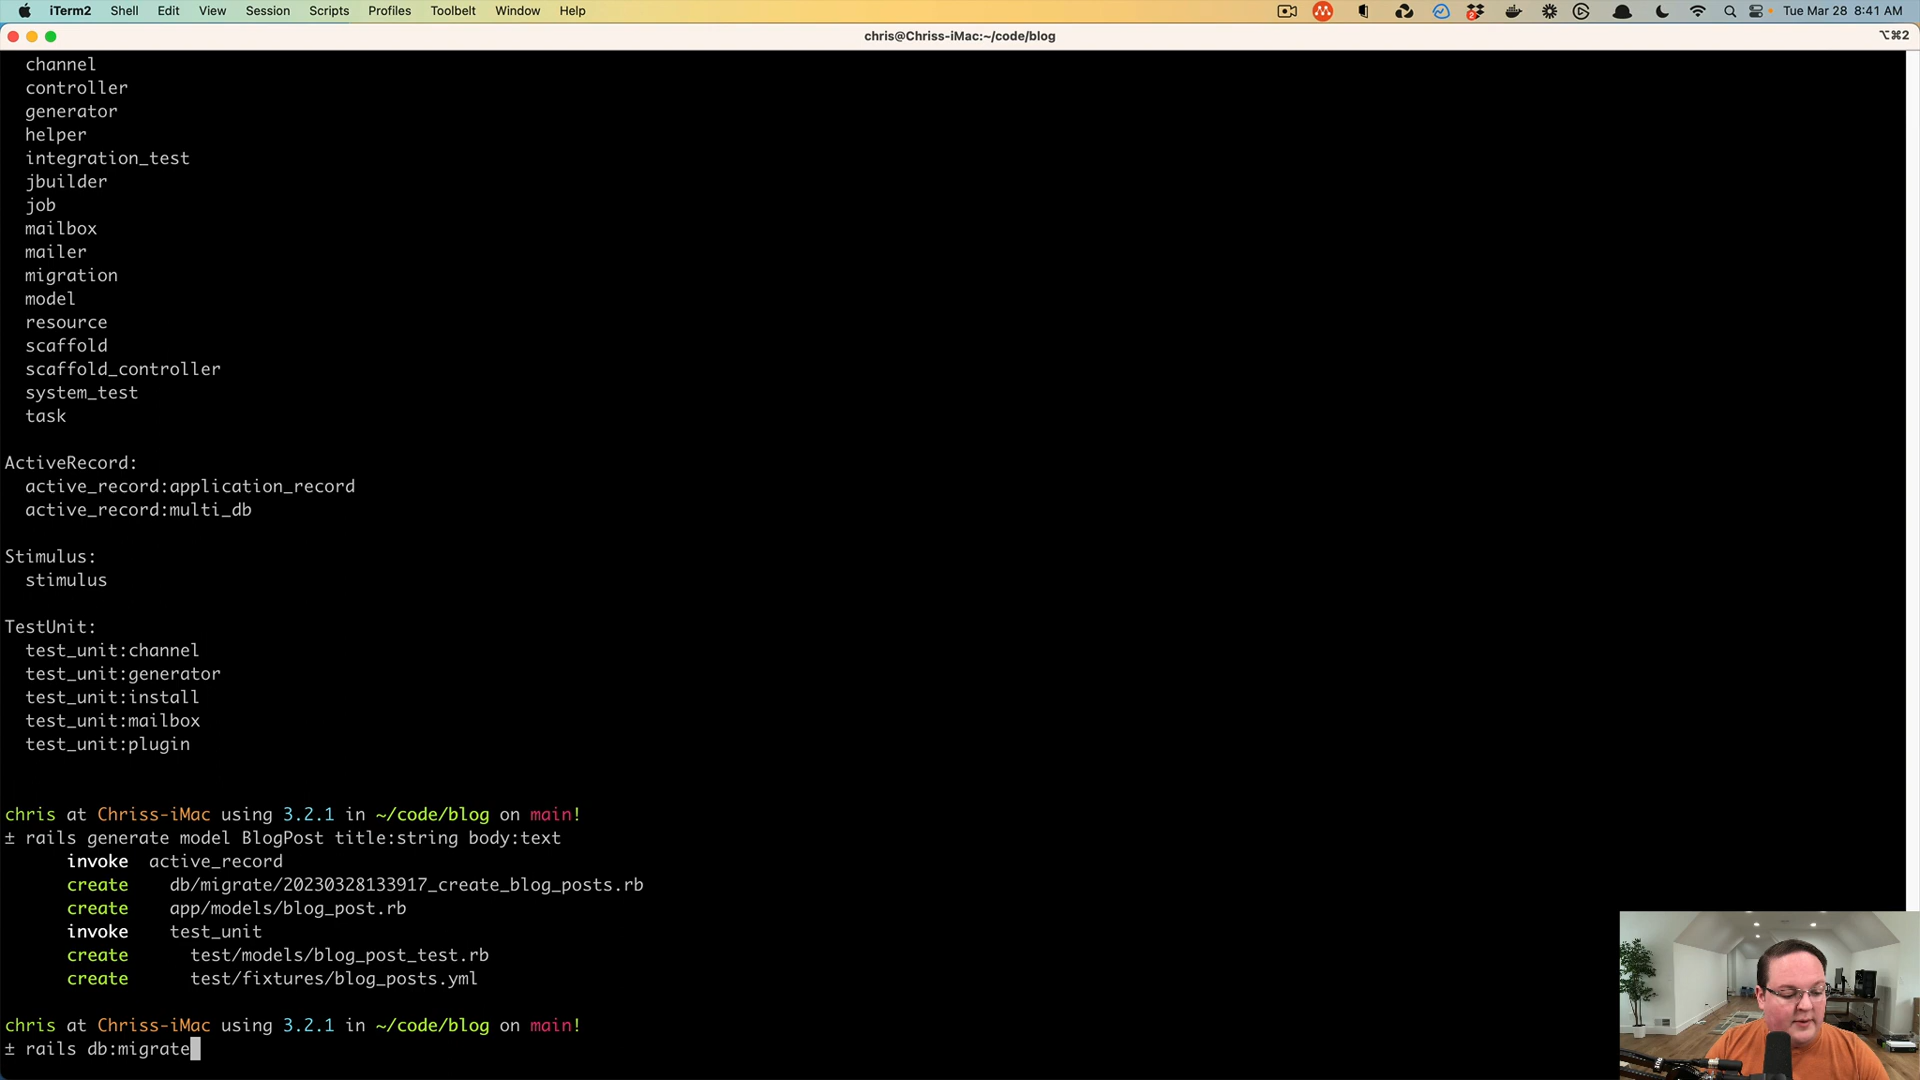 iTerm2 Shell Edit View Session Scripts Profiles Toolbelt Window Help Tue Mar 28 8:41 AM
chris@Chriss-iMac:~/code/blog ⌥⌘2
channel
controller
generator
helper
integration_test
jbuilder
job
mailbox
mailer
migration
model
resource
scaffold
scaffold_controller
system_test
task
ActiveRecord:
active_record:application_record
active_record:multi_db
Stimulus:
stimulus
TestUnit:
test_unit:channel
test_unit:generator
test_unit:install
test_unit:mailbox
test_unit:plugin
chris at Chriss-iMac using 3.2.1 in ~/code/blog on main!
± rails generate model BlogPost title:string body:text
invoke active_record
create db/migrate/20230328133917_create_blog_posts.rb
create app/models/blog_post.rb
invoke test_unit
create test/models/blog_post_test.rb
create test/fixtures/blog_posts.yml
chris at Chriss-iMac using 3.2.1 in ~/code/blog on main!
± rails db:migrate